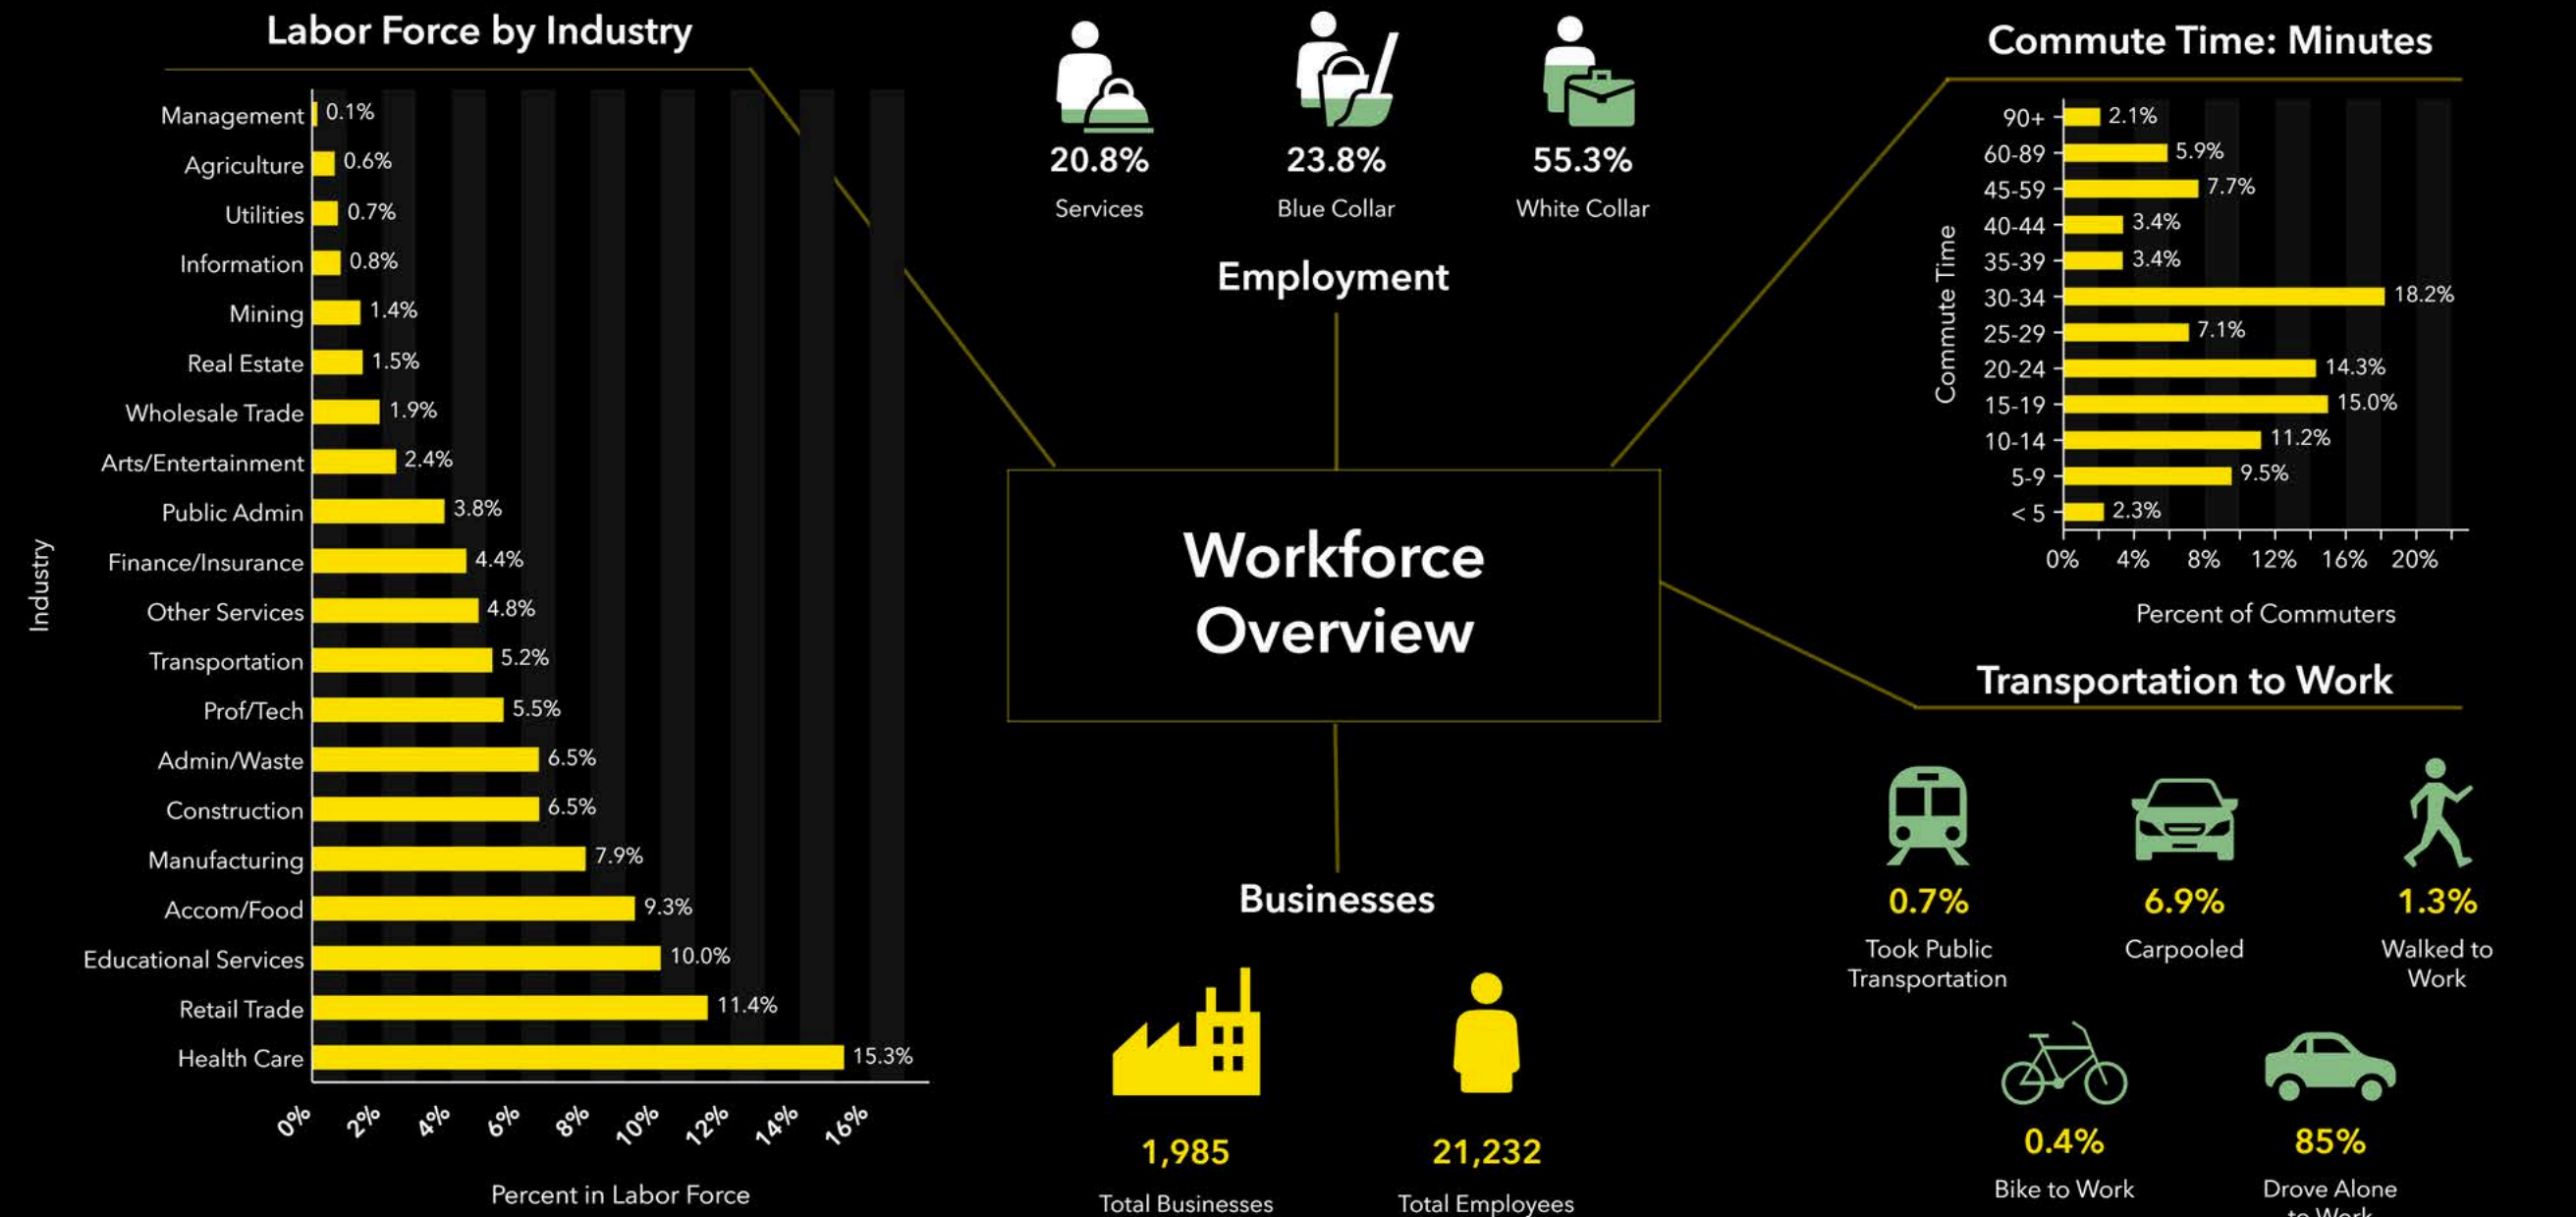 Labor Force by Industry
Industry
Management 0.1%
Agriculture 0.6%
Utilities 0.7%
Information 0.8%
Mining 1.4%
Real Estate 1.5%
Wholesale Trade 1.9%
Arts/Entertainment 2.4%
Public Admin 3.8%
Finance/Insurance 4.4%
Other Services 4.8%
Transportation 5.2%
Prof/Tech 5.5%
Admin/Waste 6.5%
Construction 6.5%
Manufacturing 7.9%
Accom/Food 9.3%
Educational Services 10.0%
Retail Trade 11.4%
Health Care 15.3%
0% 2% 4% 6% 8% 10% 12% 14% 16%
Percent in Labor Force
20.8% 23.8% 55.3%
Services Blue Collar White Collar
Employment
Workforce
Overview
Businesses
1,985 21,232
Total Businesses Total Employees
Commute Time: Minutes
Commute Time
90+ 2.1%
60-89 5.9%
45-59 7.7%
40-44 3.4%
35-39 3.4%
30-34 18.2%
25-29 7.1%
20-24 14.3%
15-19 15.0%
10-14 11.2%
5-9 9.5%
< 5 2.3%
0% 4% 8% 12% 16% 20%
Percent of Commuters
Transportation to Work
0.7% 6.9% 1.3%
Took Public Carpooled Walked to
Transportation Work
0.4% 85%
Bike to Work Drove Alone
to Work